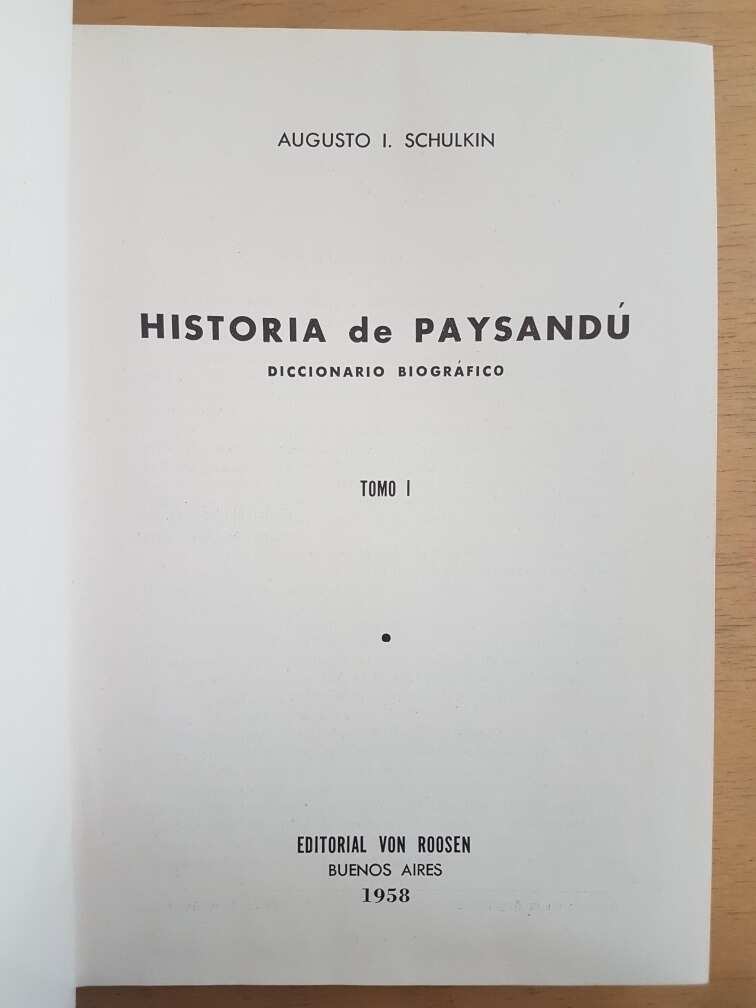 AUGUSTO I. SCHULKIN
HISTORIA de PAYSANDÚ
DICCIONARIO BIOGRÁFICO
TOMO I
EDITORIAL VON ROOSEN
BUENOS AIRES
1958